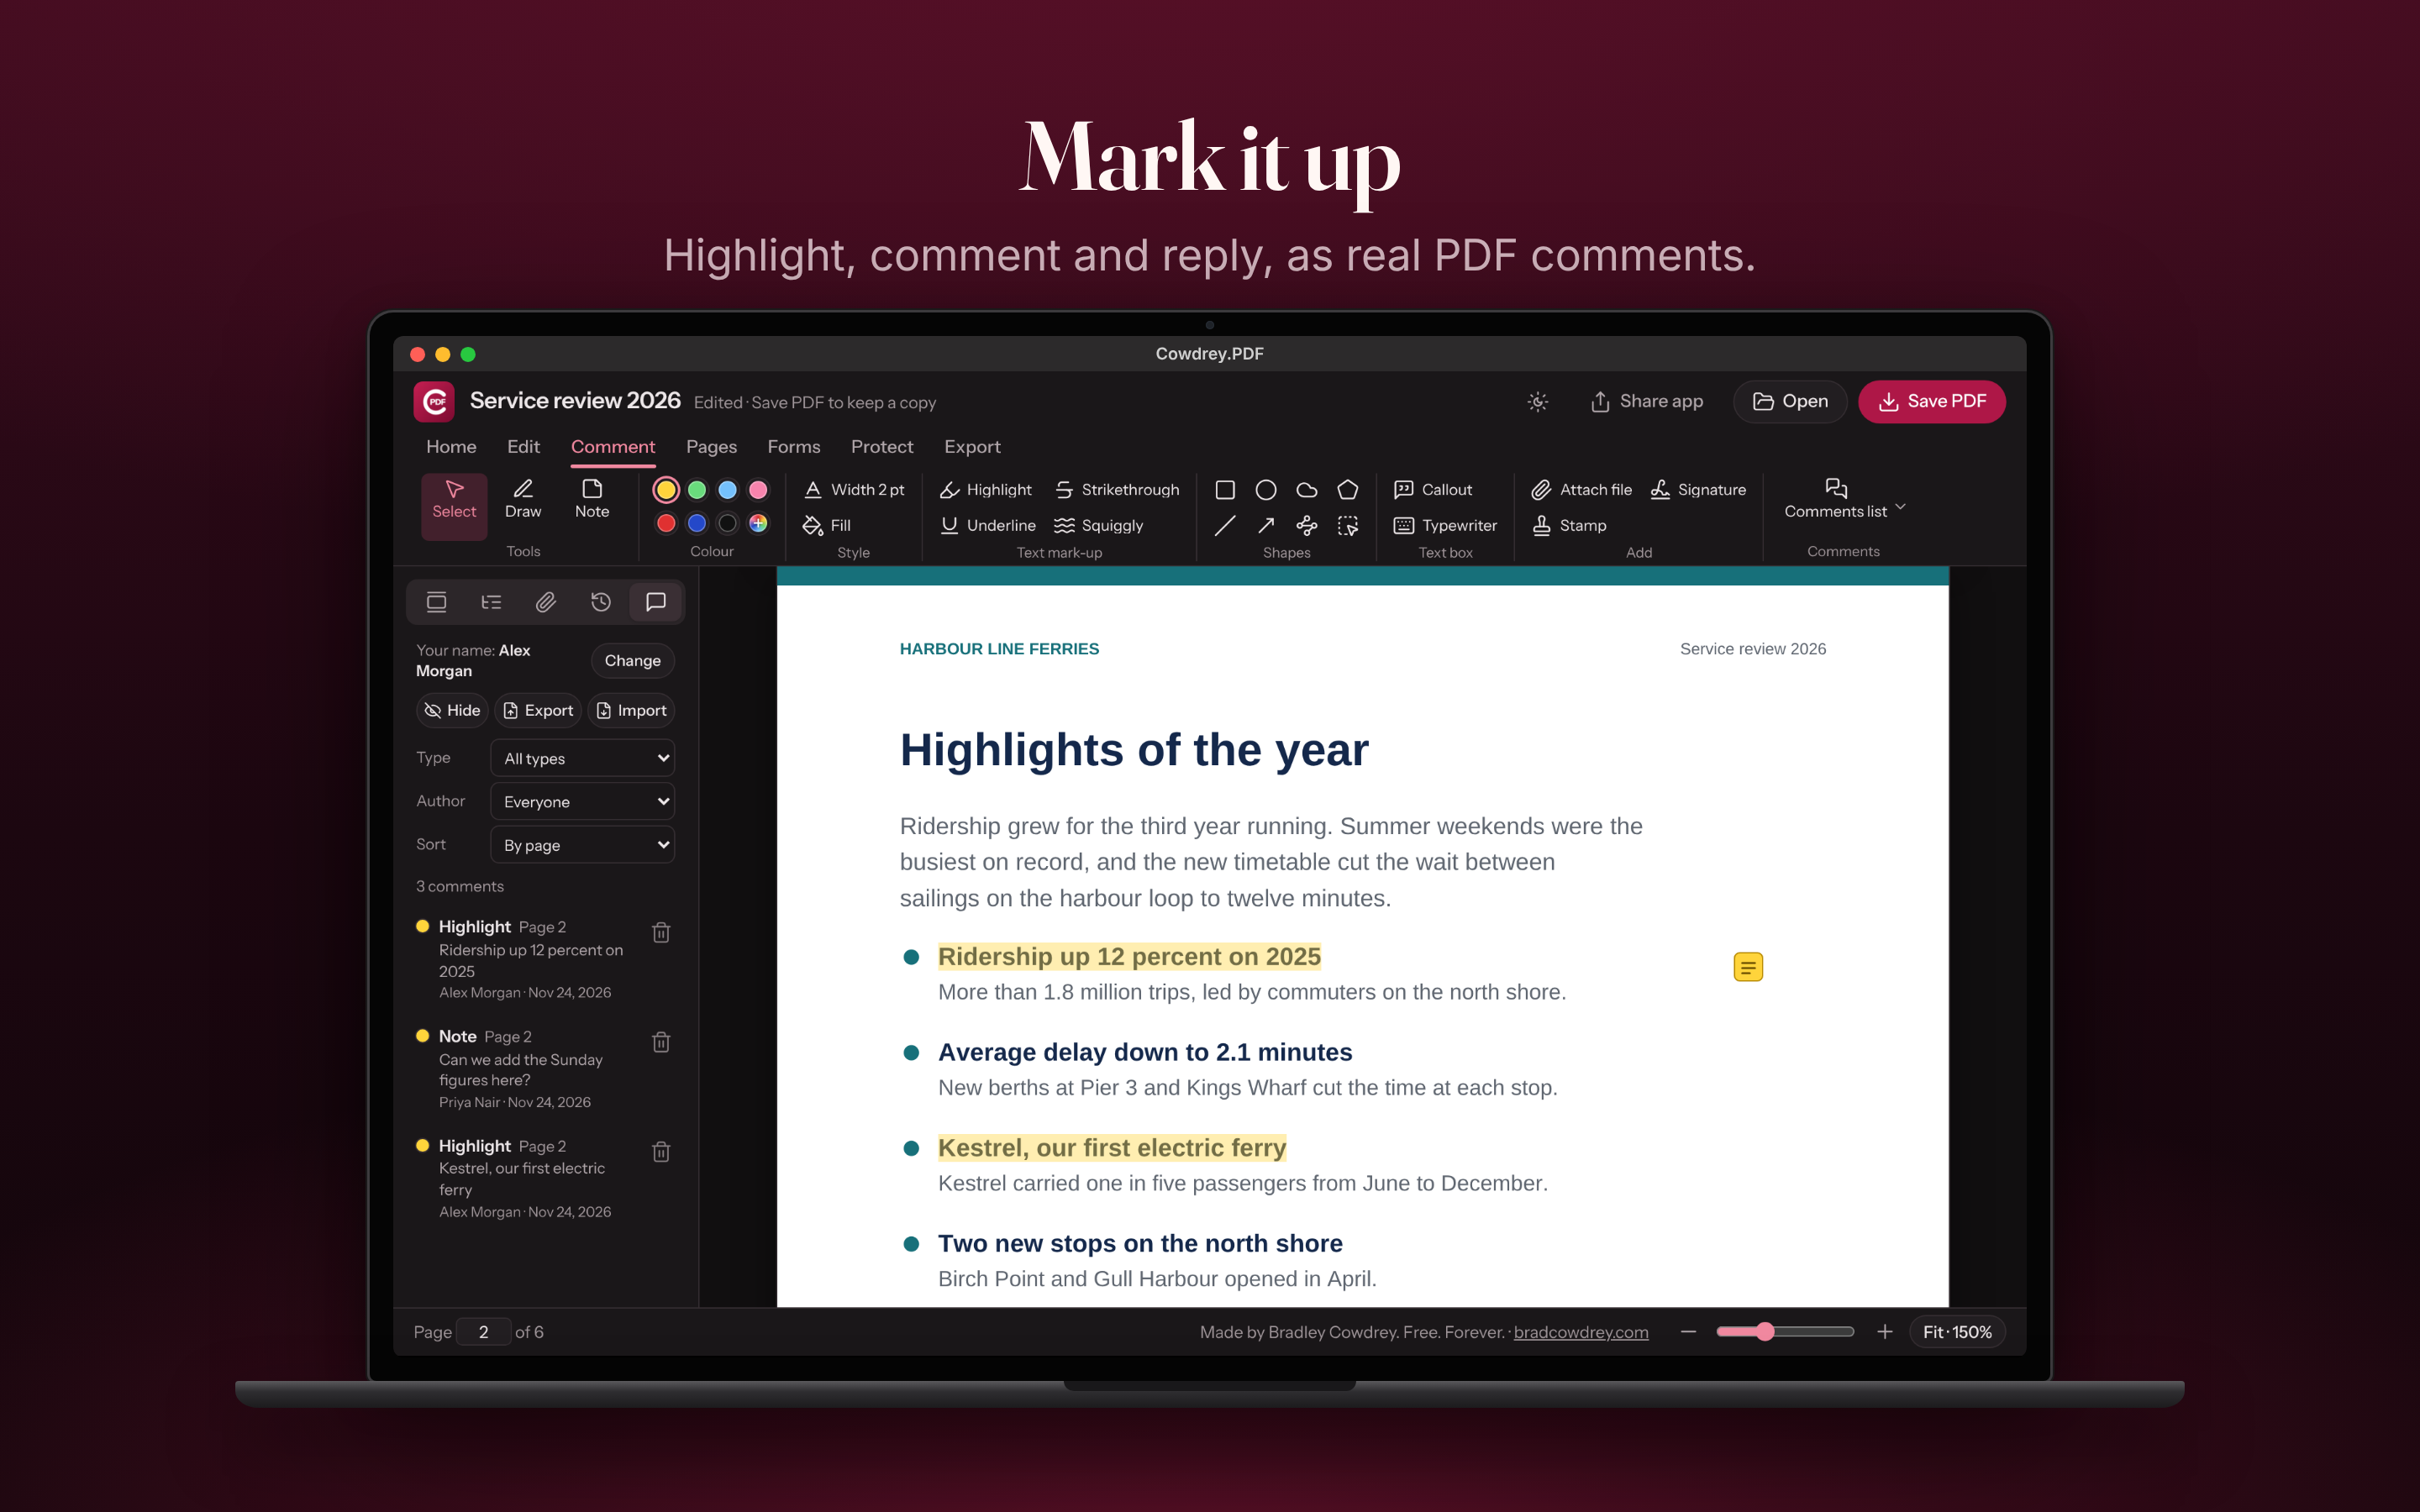 Mark it up
Highlight, comment and reply, as real PDF comments.
Cowdrey.PDF
PDF
Service review 2026 Edited · Save PDF to keep a copy
Share app
Open
Save PDF
Home Edit Comment Pages Forms Protect Export
Select Draw Note
Tools
Colour
Width 2 pt
Fill
Style
Highlight Strikethrough
Underline Squiggly
Text mark-up
Shapes
Callout
Typewriter
Text box
Attach file Signature
Stamp
Add
Comments list
Comments
Your name: Alex
Morgan
Change
Hide Export Import
Type All types
Author Everyone
Sort By page
3 comments
Highlight Page 2
Ridership up 12 percent on
2025
Alex Morgan · Nov 24, 2026
Note Page 2
Can we add the Sunday
figures here?
Priya Nair · Nov 24, 2026
Highlight Page 2
Kestrel, our first electric
ferry
Alex Morgan · Nov 24, 2026
HARBOUR LINE FERRIES
Service review 2026
Highlights of the year
Ridership grew for the third year running. Summer weekends were the
busiest on record, and the new timetable cut the wait between
sailings on the harbour loop to twelve minutes.
Ridership up 12 percent on 2025
More than 1.8 million trips, led by commuters on the north shore.
Average delay down to 2.1 minutes
New berths at Pier 3 and Kings Wharf cut the time at each stop.
Kestrel, our first electric ferry
Kestrel carried one in five passengers from June to December.
Two new stops on the north shore
Birch Point and Gull Harbour opened in April.
Page 2 of 6
Made by Bradley Cowdrey. Free. Forever. · bradcowdrey.com
Fit · 150%